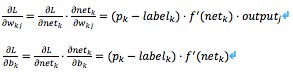 ∂L/∂w_kj = ∂L/∂net_k · ∂net_k/∂w_kj = (p_k − label_k) · f′(net_k) · output_j
∂L/∂b_k = ∂L/∂net_k · ∂net_k/∂b_k = (p_k − label_k) · f′(net_k)